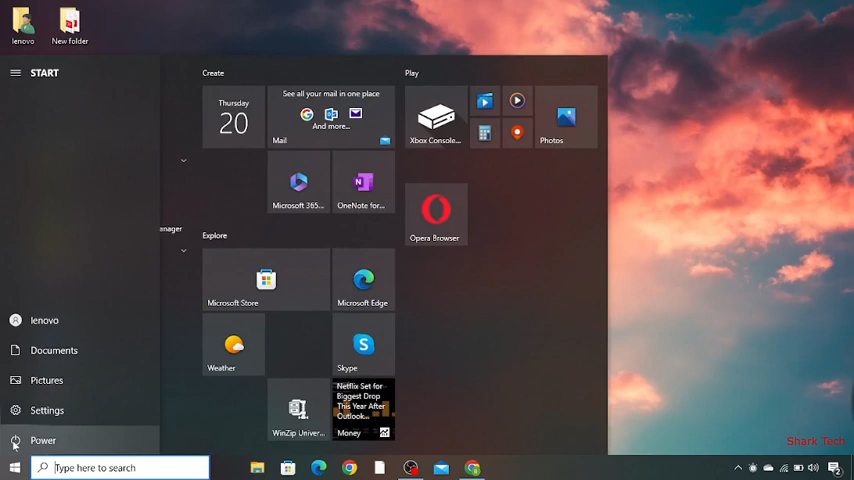 lenovo
New folder
START
Create
Play
Thursday
20
See all your mail in one place
And more...
Mail
Xbox Console...
Photos
Microsoft 365...
OneNote for...
anager
Opera Browser
Explore
Microsoft Store
Microsoft Edge
Weather
Skype
lenovo
Documents
Pictures
Settings
Power
WinZip Univer...
Netflix Set for
Biggest Drop
This Year After
Outlook...
Money
Shark Tech
Type here to search
2